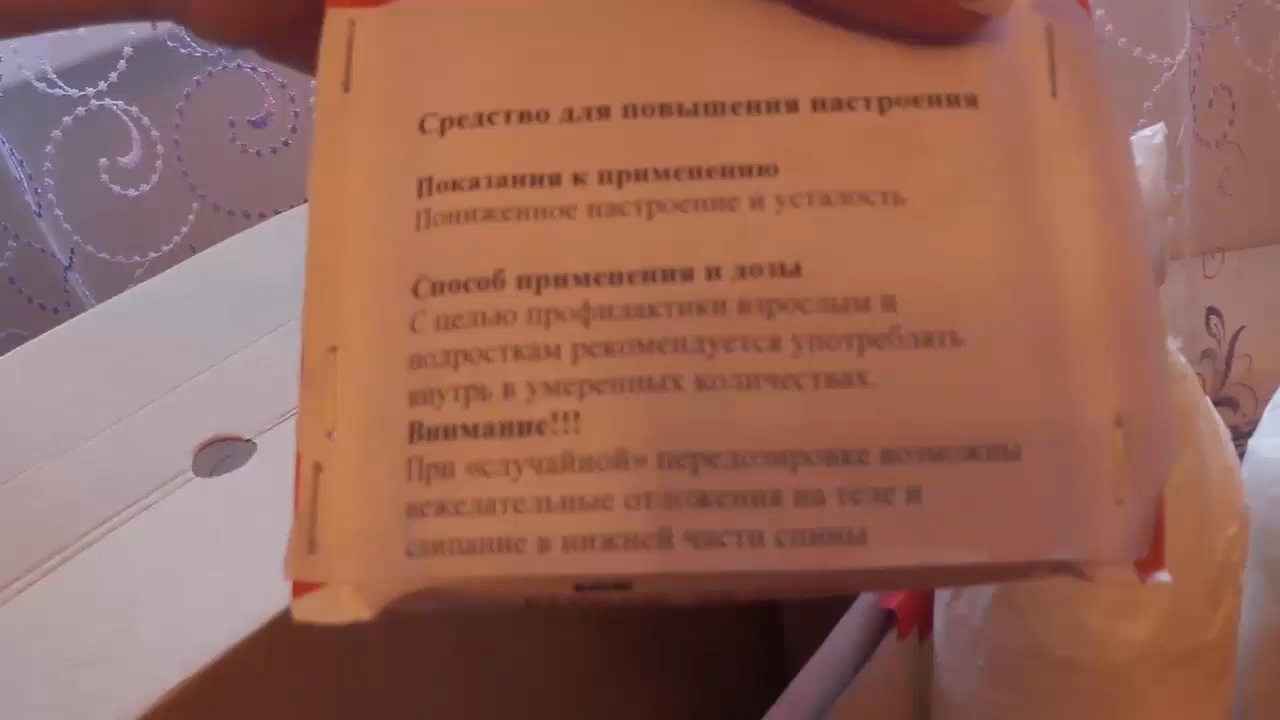 Средство для повышения настроения
Показания к применению
Пониженное настроение и усталость
Способ применения и дозы
С целью профилактики взрослым и
подросткам рекомендуется употреблять
внутрь в умеренных количествах.
Внимание!!!
При «случайной» передозировке возможны
нежелательные отложения на теле и
слипание в нижней части спины